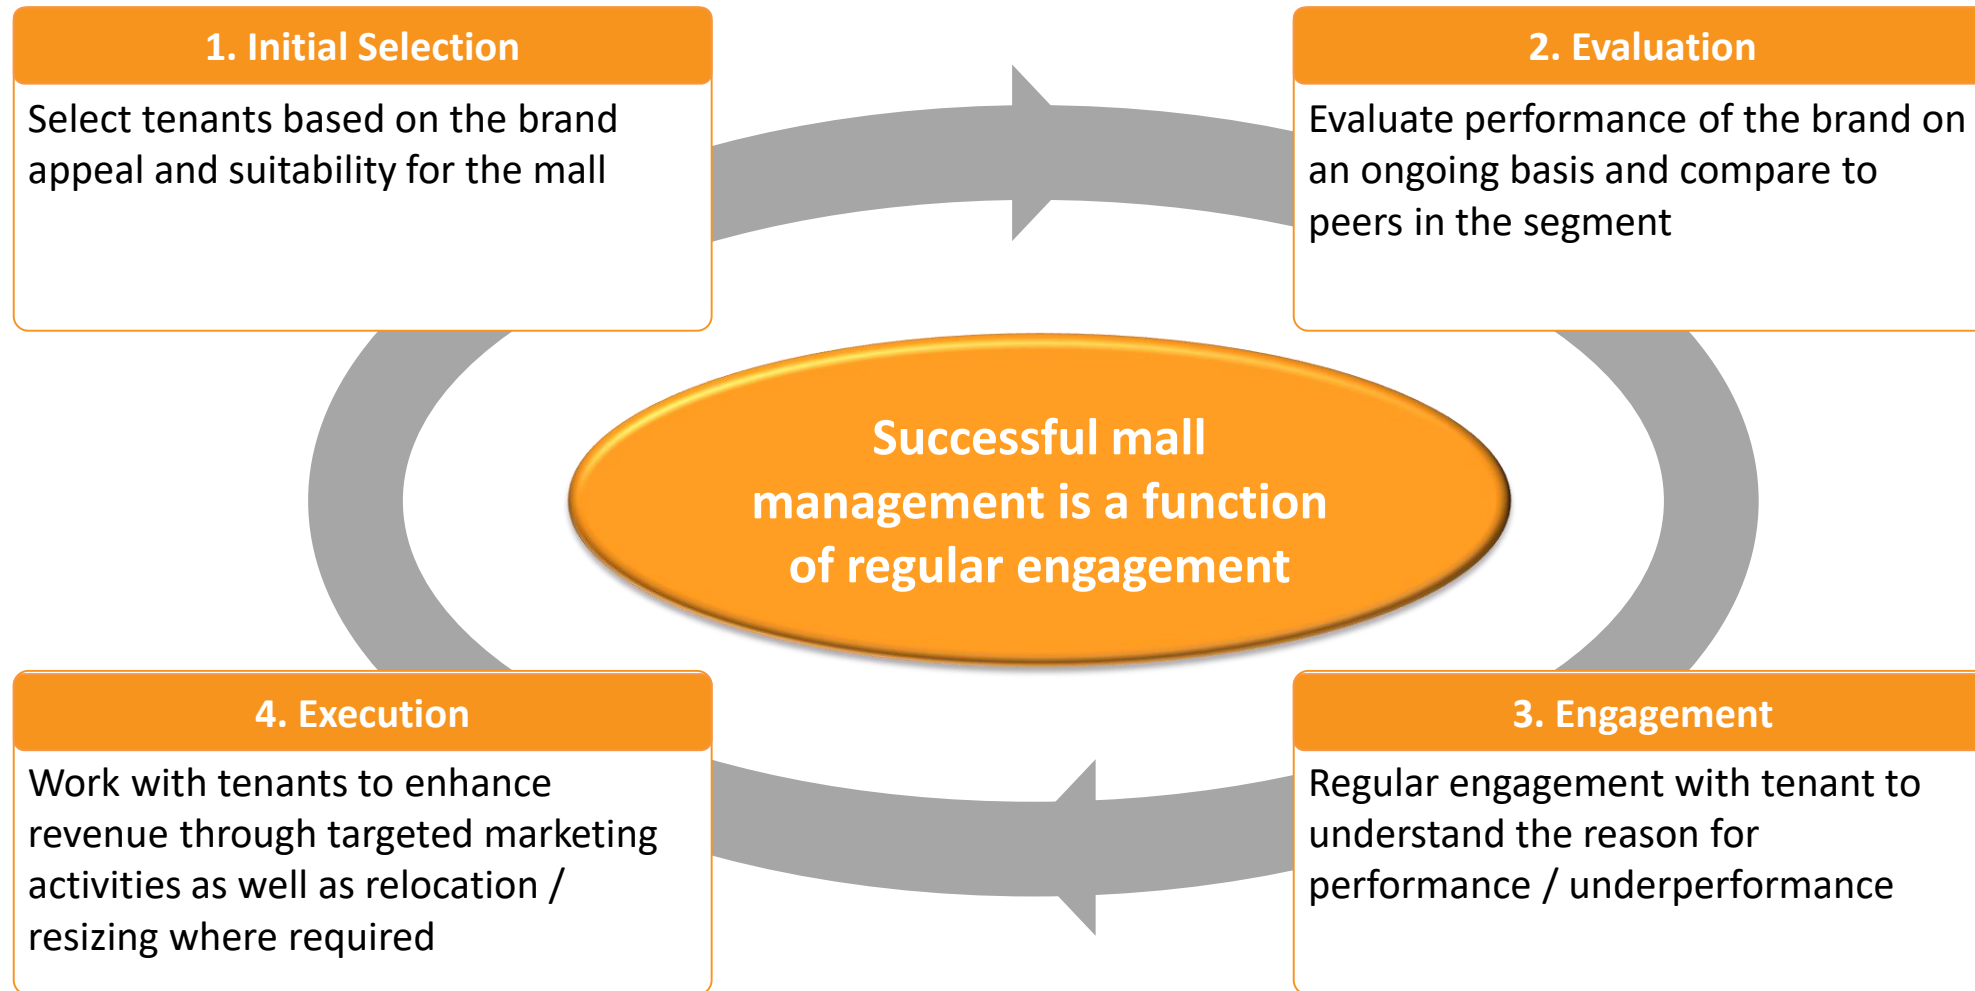 1. Initial Selection
Select tenants based on the brand
appeal and suitability for the mall
2. Evaluation
Evaluate performance of the brand on
an ongoing basis and compare to
peers in the segment
Successful mall
management is a function
of regular engagement
4. Execution
Work with tenants to enhance
revenue through targeted marketing
activities as well as relocation /
resizing where required
3. Engagement
Regular engagement with tenant to
understand the reason for
performance / underperformance